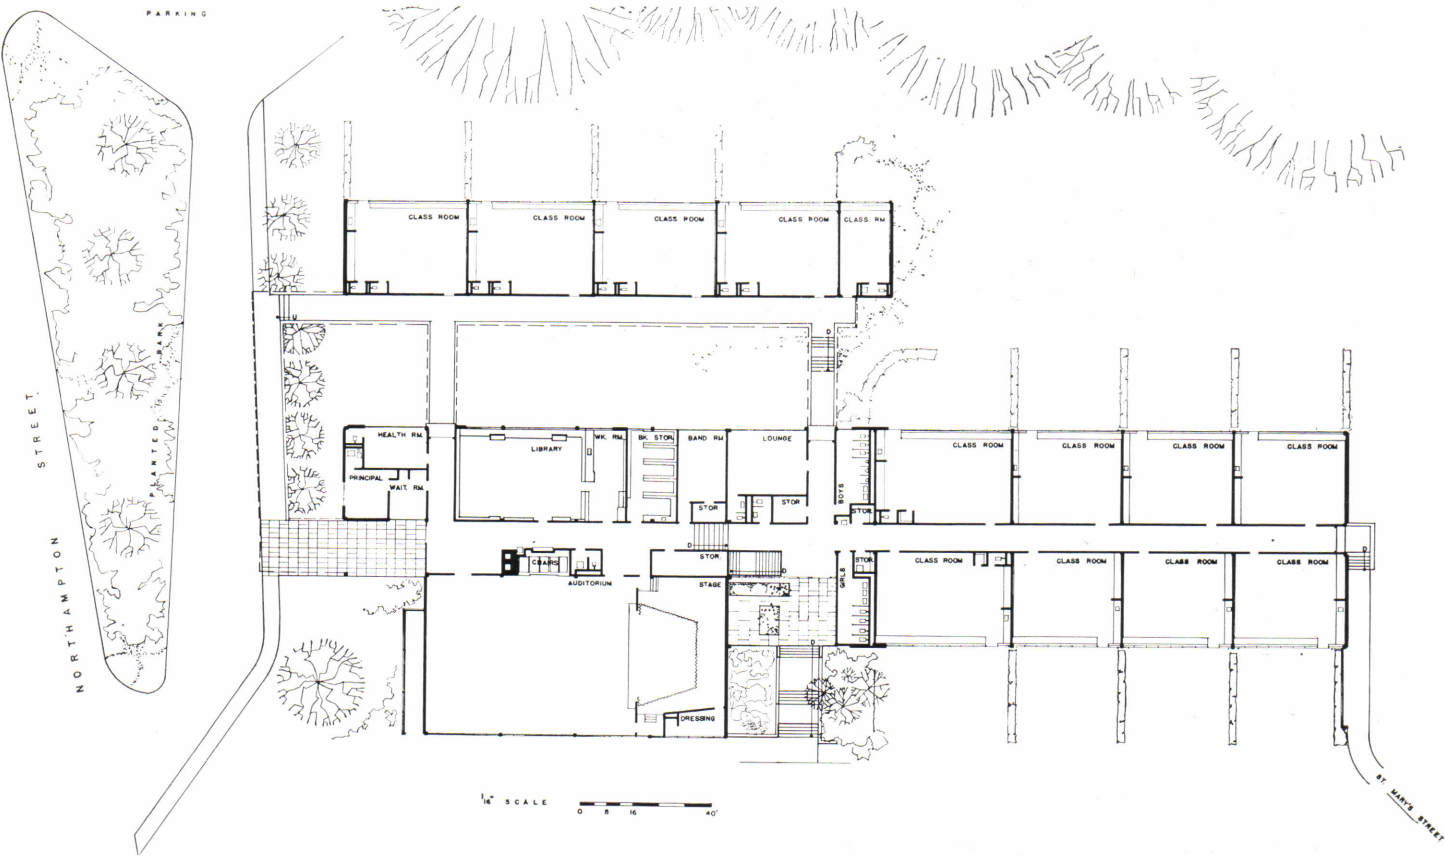 PARKING
CLASS ROOM
CLASS ROOM
CLASS ROOM
CLASS ROOM
CLASS RM
U
D
PLANTED BANK
NORTHAMPTON STREET.
HEALTH RM.
LIBRARY
WK. RM.
BK. STOR.
BAND RM
LOUNGE
PRINCIPAL
WAIT. RM.
STOR
STOR
BOYS
STOR
CLASS ROOM
CLASS ROOM
CLASS ROOM
CLASS ROOM
D
STOR.
D
CHAIRS
AUDITORIUM
STAGE
GIRLS
STOR
CLASS ROOM
CLASS ROOM
CLASS ROOM
CLASS ROOM
D
D
DRESSING
1/16" SCALE
0 8 16 40'
ST. MARY'S STREET